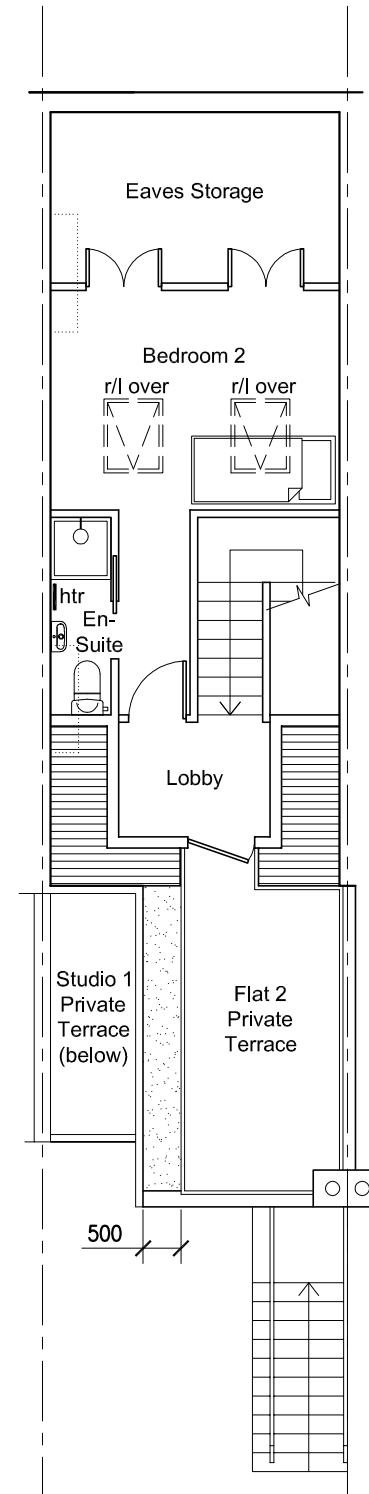 Eaves Storage
Bedroom 2
r/l over
r/l over
htr
En-
Suite
Lobby
Studio 1
Private
Terrace
(below)
Flat 2
Private
Terrace
500